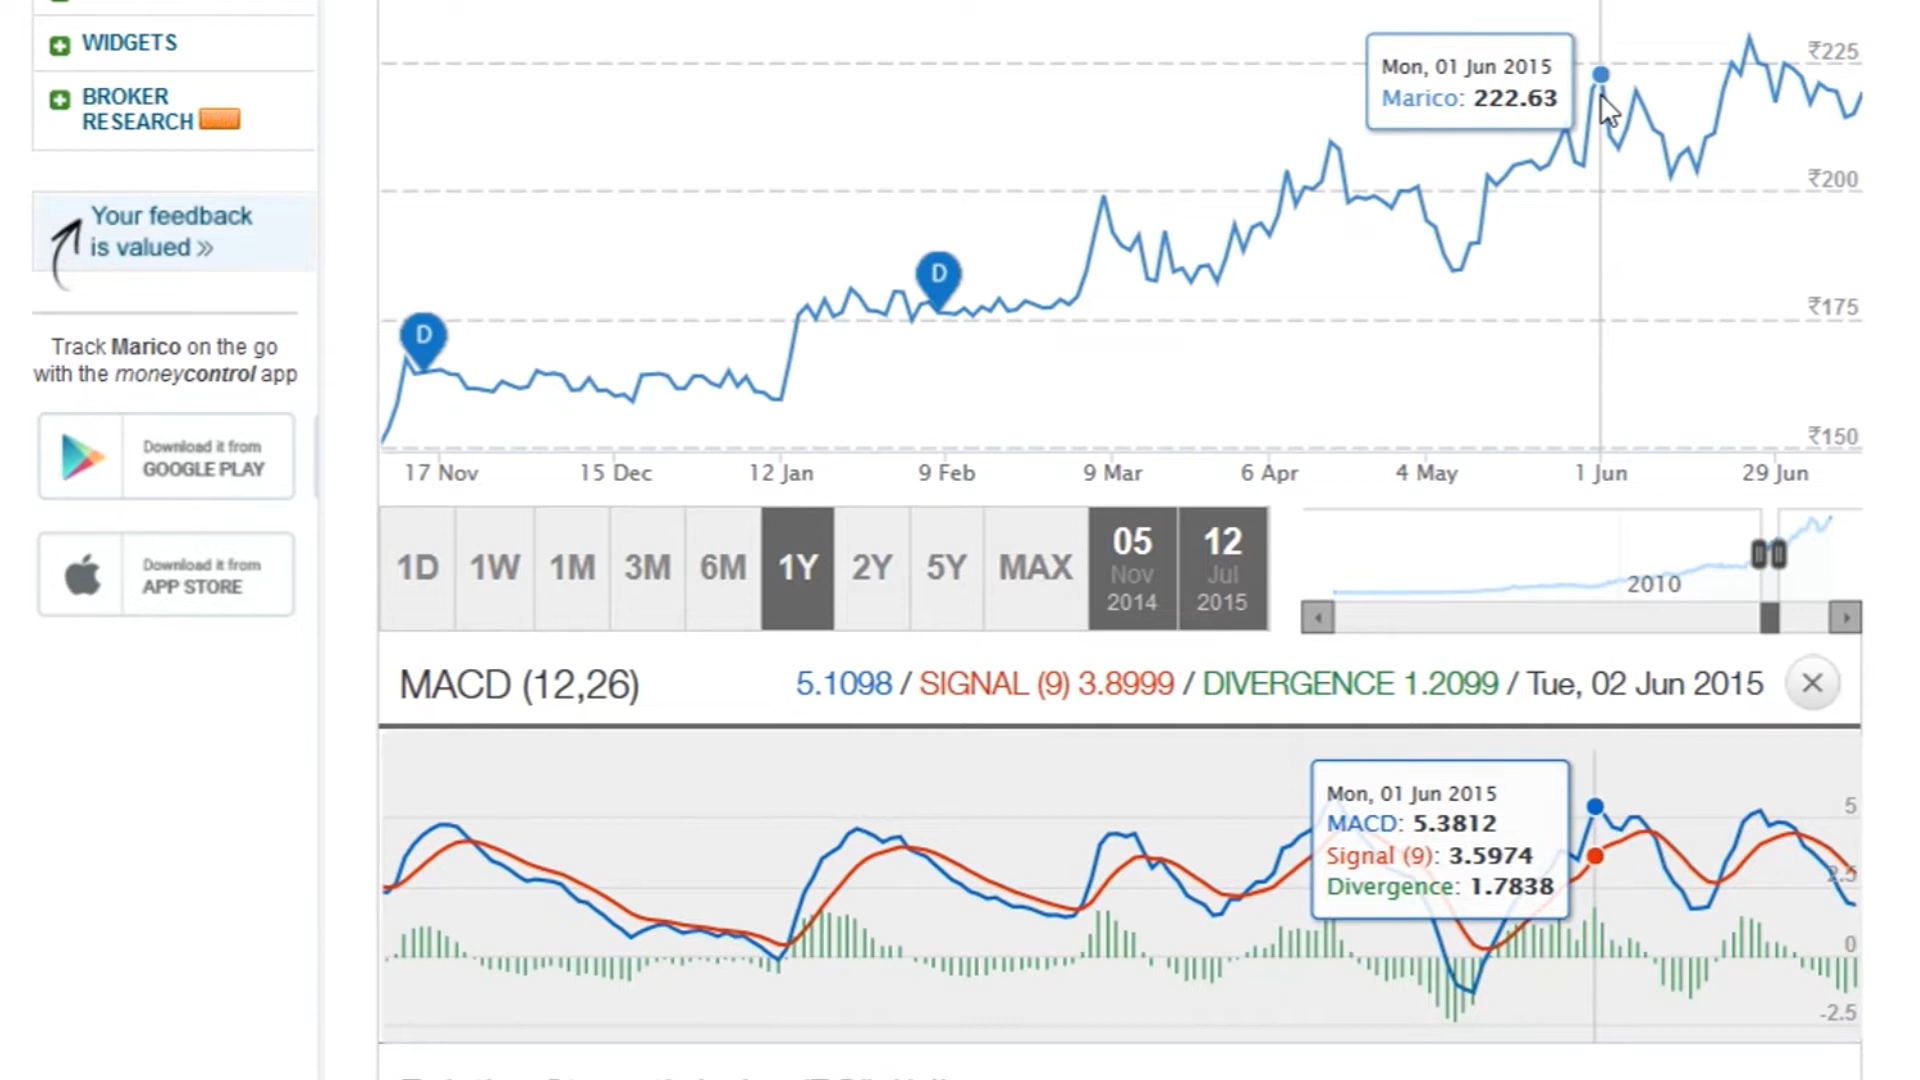 WIDGETS
BROKER
RESEARCH
Your feedback
is valued »
Track Marico on the go
with the moneycontrol app
Download it from
GOOGLE PLAY
Download it from
APP STORE
Mon, 01 Jun 2015
Marico: 222.63
₹225
₹200
₹175
₹150
D
D
17 Nov 15 Dec 12 Jan 9 Feb 9 Mar 6 Apr 4 May 1 Jun 29 Jun
1D 1W 1M 3M 6M 1Y 2Y 5Y MAX
05
Nov
2014
12
Jul
2015
2010
MACD (12,26)
5.1098 / SIGNAL (9) 3.8999 / DIVERGENCE 1.2099 / Tue, 02 Jun 2015
Mon, 01 Jun 2015
MACD: 5.3812
Signal (9): 3.5974
Divergence: 1.7838
5
2.5
0
-2.5